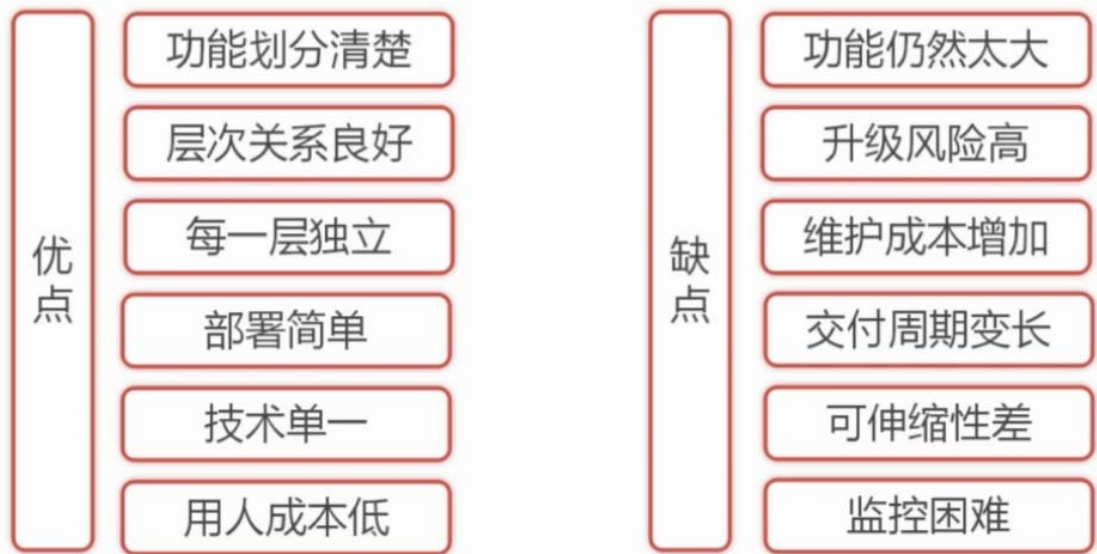 优点
功能划分清楚
层次关系良好
每一层独立
部署简单
技术单一
用人成本低
缺点
功能仍然太大
升级风险高
维护成本增加
交付周期变长
可伸缩性差
监控困难